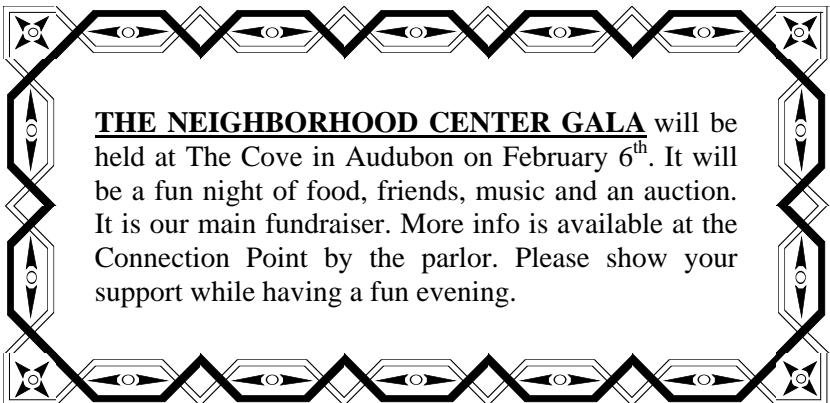 THE NEIGHBORHOOD CENTER GALA will be
held at The Cove in Audubon on February 6th. It will
be a fun night of food, friends, music and an auction.
It is our main fundraiser. More info is available at the
Connection Point by the parlor. Please show your
support while having a fun evening.